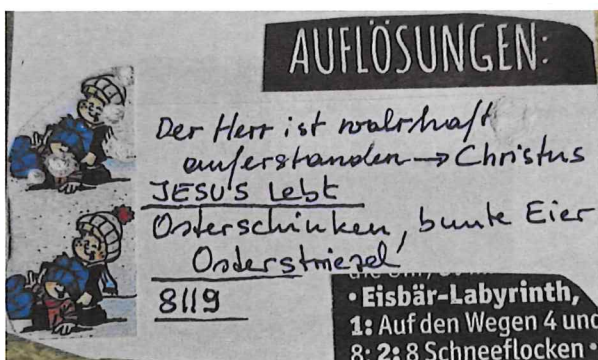 AUFLÖSUNGEN:
Der Herr ist wahrhaft
auferstanden → Christus
JESUS lebt
Osterschinken, bunte Eier
Osterstriezel
8119
• Eisbär-Labyrinth,
1: Auf den Wegen 4 und
8; 2: 8 Schneeflocken •